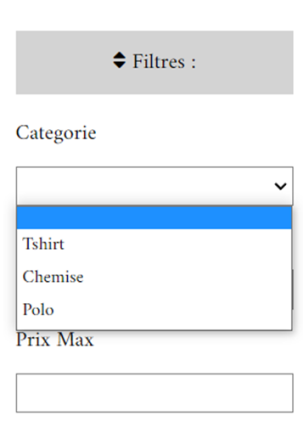 Filtres :
Categorie
Tshirt
Chemise
Polo
Prix Max